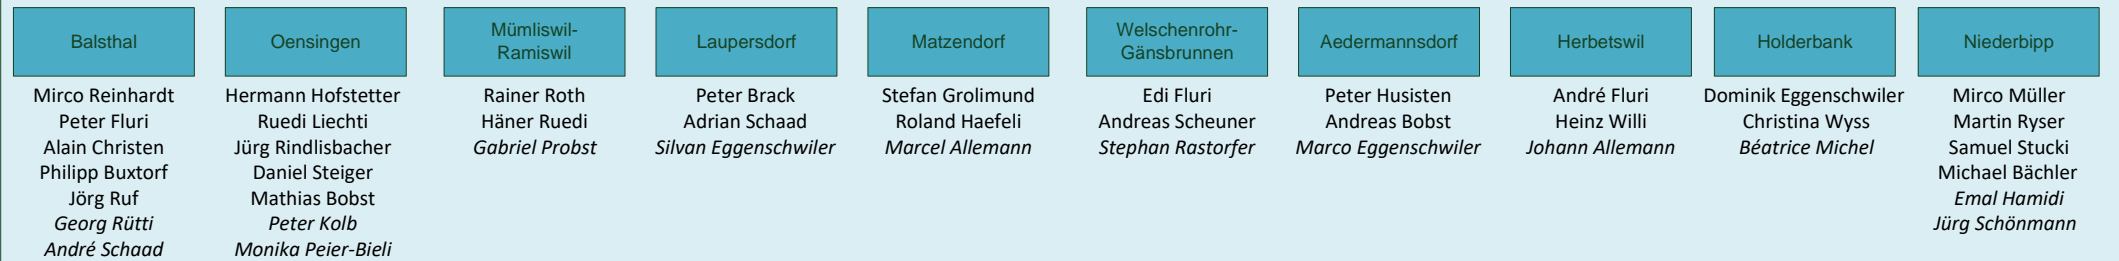 Balsthal
Mirco Reinhardt
Peter Fluri
Alain Christen
Philipp Buxtorf
Jörg Ruf
Georg Rütti
André Schaad
Oensingen
Hermann Hofstetter
Ruedi Liechti
Jürg Rindlisbacher
Daniel Steiger
Mathias Bobst
Peter Kolb
Monika Peier-Bieli
Mümliswil-
Ramiswil
Rainer Roth
Häner Ruedi
Gabriel Probst
Laupersdorf
Peter Brack
Adrian Schaad
Silvan Eggenschwiler
Matzendorf
Stefan Grolimund
Roland Haefeli
Marcel Allemann
Welschenrohr-
Gänsbrunnen
Edi Fluri
Andreas Scheuner
Stephan Rastorfer
Aedermannsdorf
Peter Husisten
Andreas Bobst
Marco Eggenschwiler
Herbetswil
André Fluri
Heinz Willi
Johann Allemann
Holderbank
Dominik Eggenschwiler
Christina Wyss
Béatrice Michel
Niederbipp
Mirco Müller
Martin Ryser
Samuel Stucki
Michael Bächler
Emal Hamidi
Jürg Schönmann